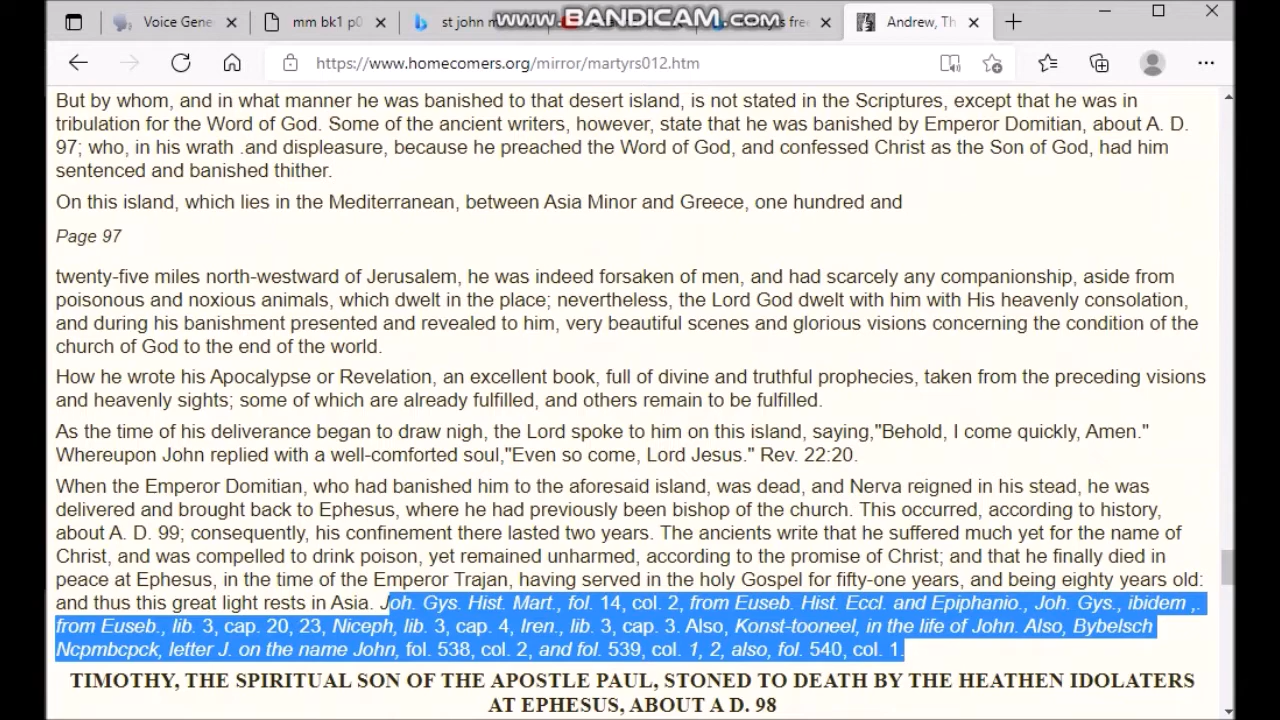 Voice Gene
mm bk1 p0
st john m
www.BANDICAM.com
ys fre
Andrew, Th
https://www.homecomers.org/mirror/martyrs012.htm
But by whom, and in what manner he was banished to that desert island, is not stated in the Scriptures, except that he was in
tribulation for the Word of God. Some of the ancient writers, however, state that he was banished by Emperor Domitian, about A. D.
97; who, in his wrath .and displeasure, because he preached the Word of God, and confessed Christ as the Son of God, had him
sentenced and banished thither.
On this island, which lies in the Mediterranean, between Asia Minor and Greece, one hundred and
Page 97
twenty-five miles north-westward of Jerusalem, he was indeed forsaken of men, and had scarcely any companionship, aside from
poisonous and noxious animals, which dwelt in the place; nevertheless, the Lord God dwelt with him with His heavenly consolation,
and during his banishment presented and revealed to him, very beautiful scenes and glorious visions concerning the condition of the
church of God to the end of the world.
How he wrote his Apocalypse or Revelation, an excellent book, full of divine and truthful prophecies, taken from the preceding visions
and heavenly sights; some of which are already fulfilled, and others remain to be fulfilled.
As the time of his deliverance began to draw nigh, the Lord spoke to him on this island, saying,"Behold, I come quickly, Amen."
Whereupon John replied with a well-comforted soul,"Even so come, Lord Jesus." Rev. 22:20.
When the Emperor Domitian, who had banished him to the aforesaid island, was dead, and Nerva reigned in his stead, he was
delivered and brought back to Ephesus, where he had previously been bishop of the church. This occurred, according to history,
about A. D. 99; consequently, his confinement there lasted two years. The ancients write that he suffered much yet for the name of
Christ, and was compelled to drink poison, yet remained unharmed, according to the promise of Christ; and that he finally died in
peace at Ephesus, in the time of the Emperor Trajan, having served in the holy Gospel for fifty-one years, and being eighty years old:
and thus this great light rests in Asia. Joh. Gys. Hist. Mart., fol. 14, col. 2, from Euseb. Hist. Eccl. and Epiphanio., Joh. Gys., ibidem ,.
from Euseb., lib. 3, cap. 20, 23, Niceph, lib. 3, cap. 4, Iren., lib. 3, cap. 3. Also, Konst-tooneel, in the life of John. Also, Bybelsch
Ncpmbcpck, letter J. on the name John, fol. 538, col. 2, and fol. 539, col. 1, 2, also, fol. 540, col. 1.
TIMOTHY, THE SPIRITUAL SON OF THE APOSTLE PAUL, STONED TO DEATH BY THE HEATHEN IDOLATERS
AT EPHESUS, ABOUT A D. 98